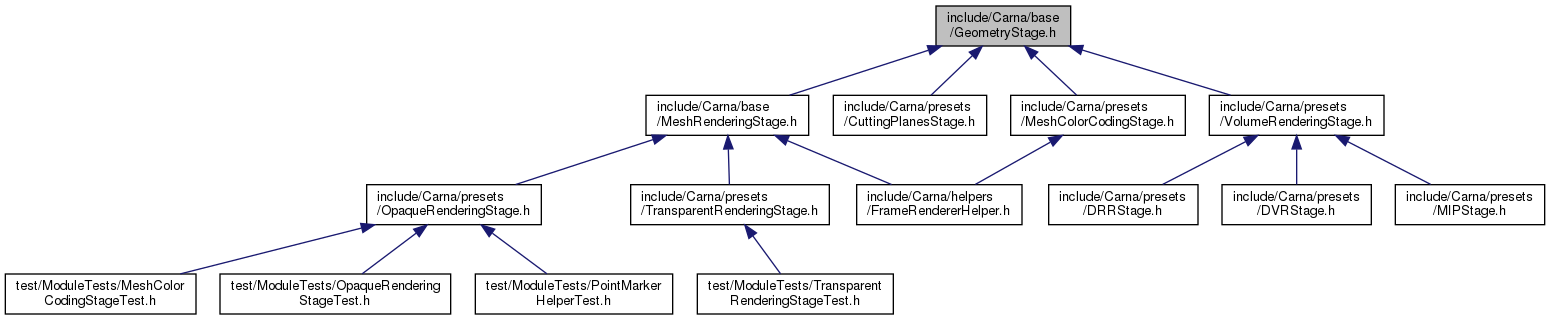 include/Carna/base
/GeometryStage.h
include/Carna/base
/MeshRenderingStage.h
include/Carna/presets
/CuttingPlanesStage.h
include/Carna/presets
/MeshColorCodingStage.h
include/Carna/presets
/VolumeRenderingStage.h
include/Carna/presets
/OpaqueRenderingStage.h
include/Carna/presets
/TransparentRenderingStage.h
include/Carna/helpers
/FrameRendererHelper.h
include/Carna/presets
/DRRStage.h
include/Carna/presets
/DVRStage.h
include/Carna/presets
/MIPStage.h
test/ModuleTests/MeshColor
CodingStageTest.h
test/ModuleTests/OpaqueRendering
StageTest.h
test/ModuleTests/PointMarker
HelperTest.h
test/ModuleTests/Transparent
RenderingStageTest.h